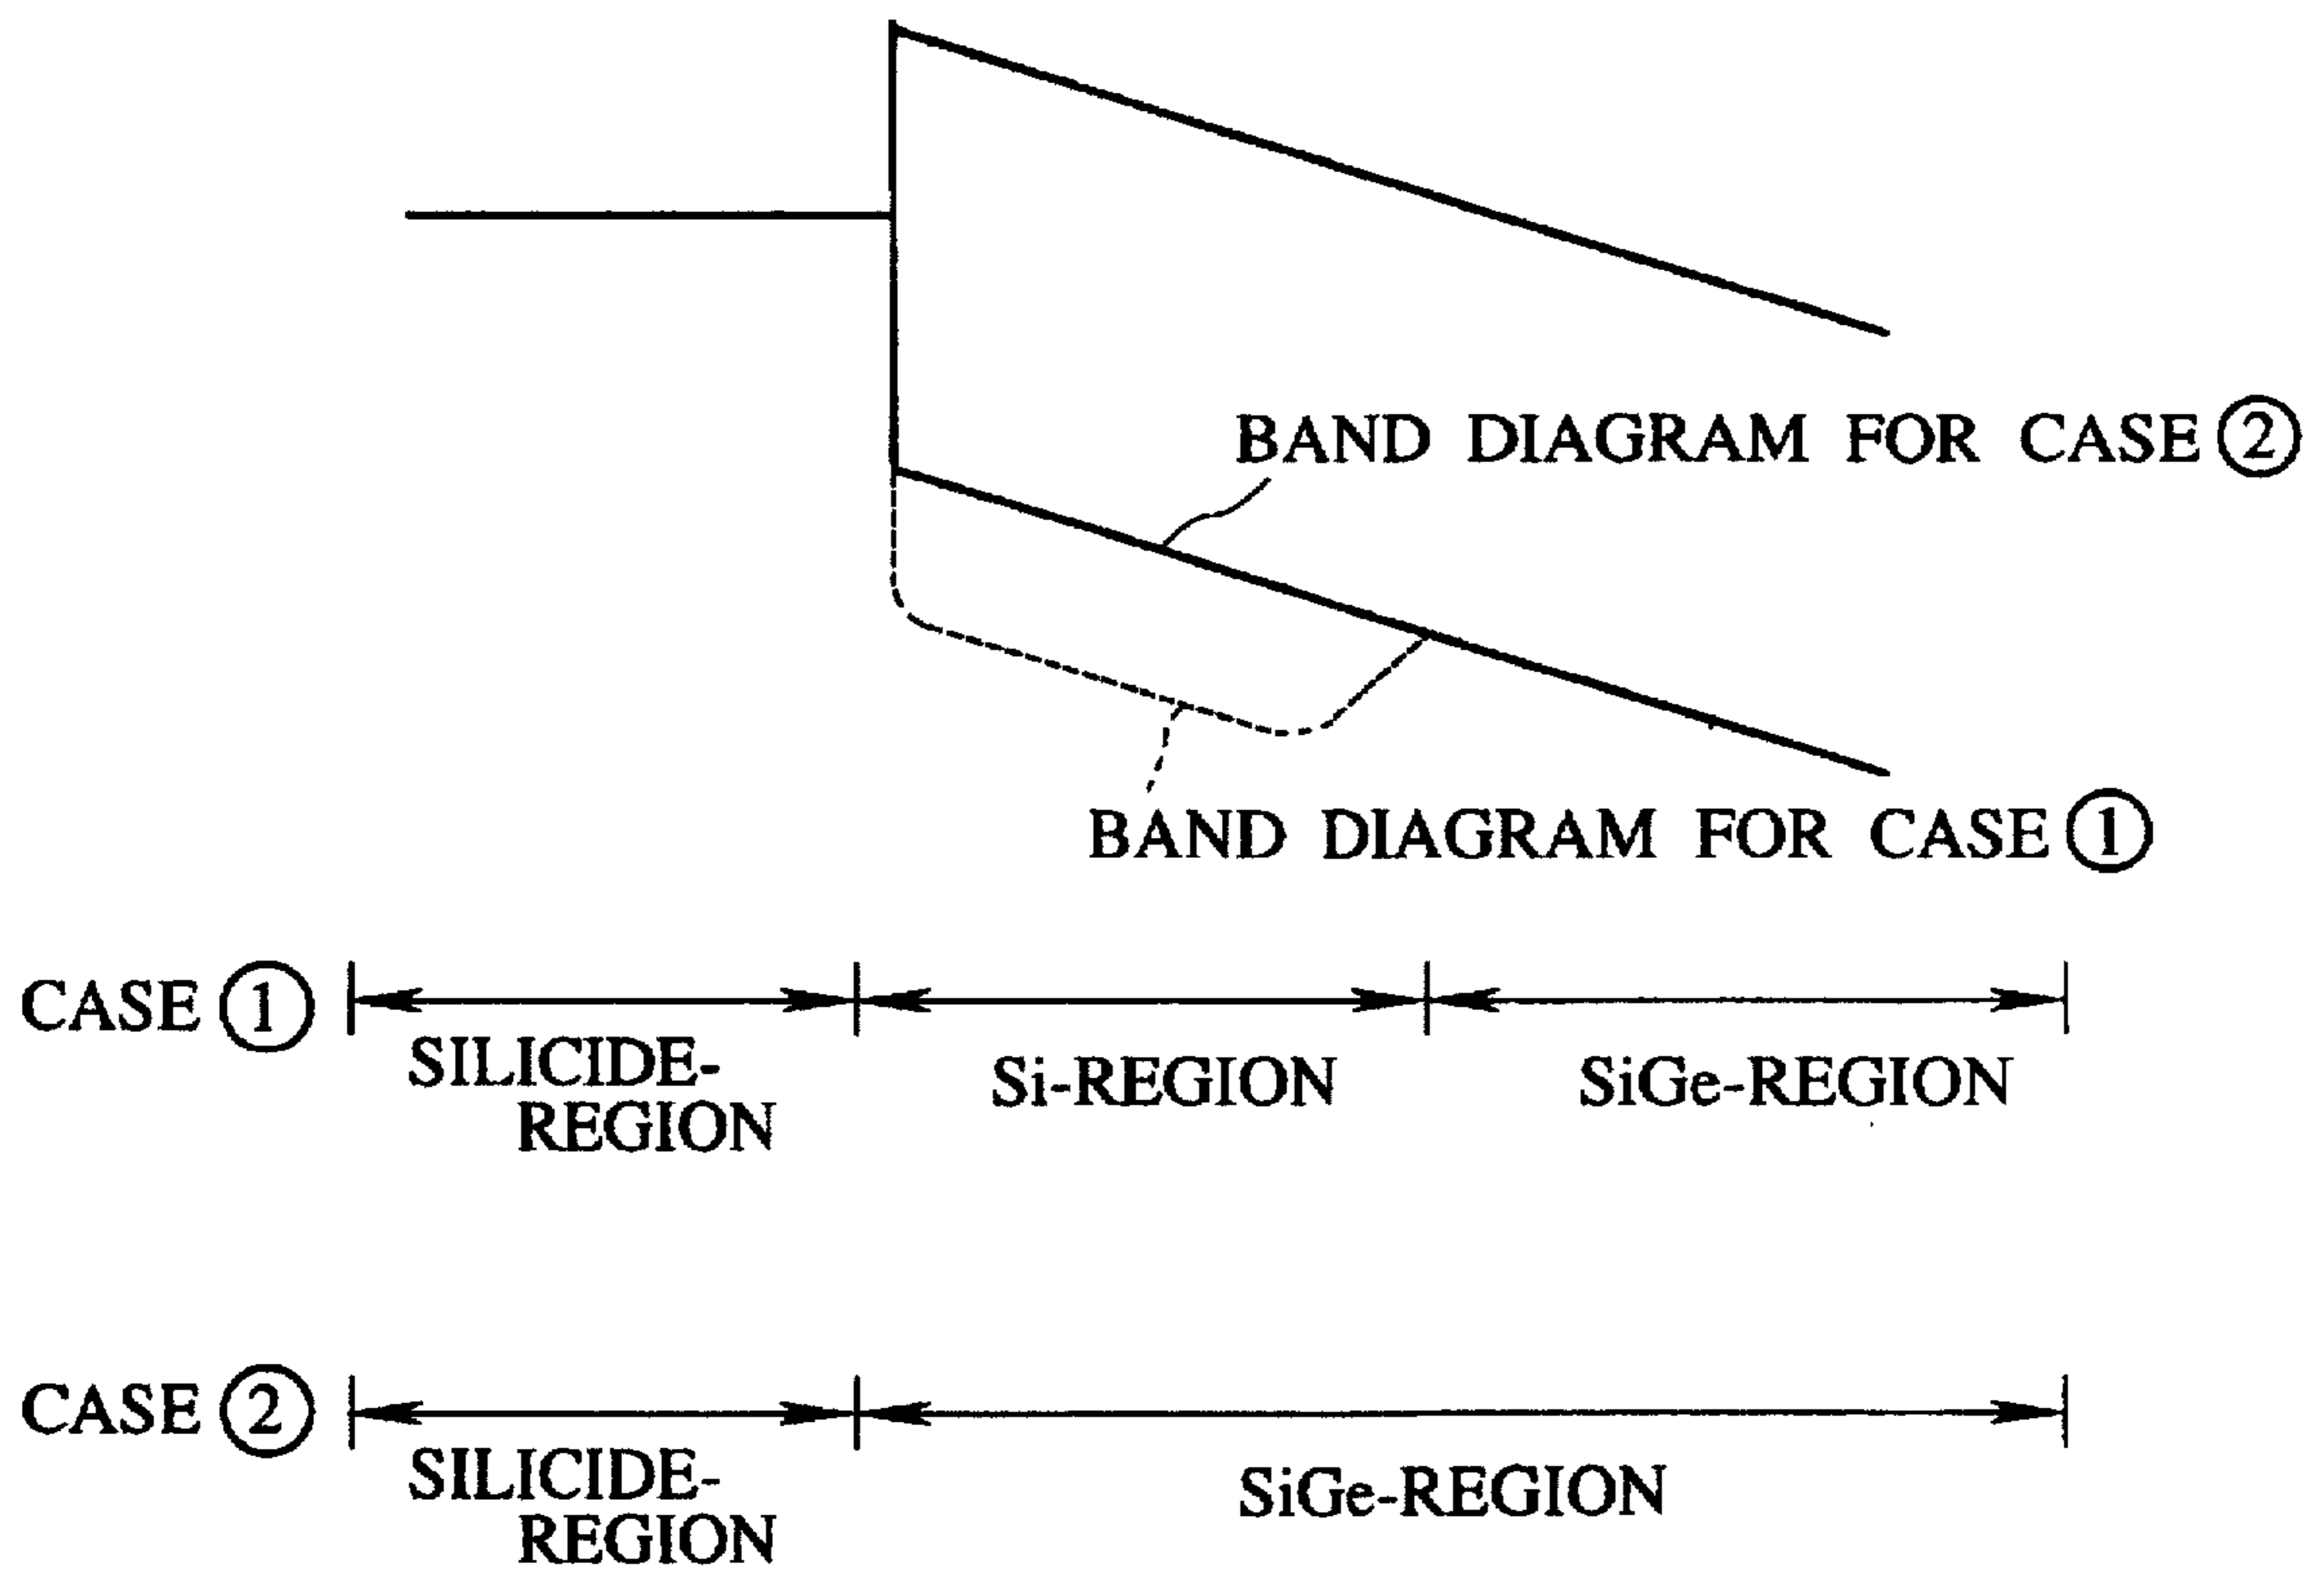 BAND DIAGRAM FOR CASE ②
BAND DIAGRAM FOR CASE ①
CASE ①
SILICIDE-
REGION
Si-REGION
SiGe-REGION
CASE ②
SILICIDE-
REGION
SiGe-REGION